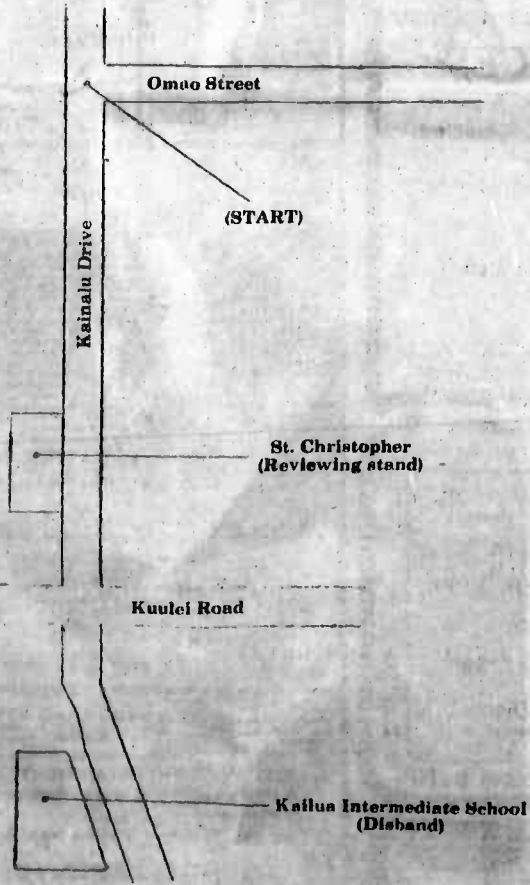 Omao Street
(START)
Kainalu Drive
St. Christopher
(Reviewing stand)
Kuulei Road
Kailua Intermediate School
(Disband)